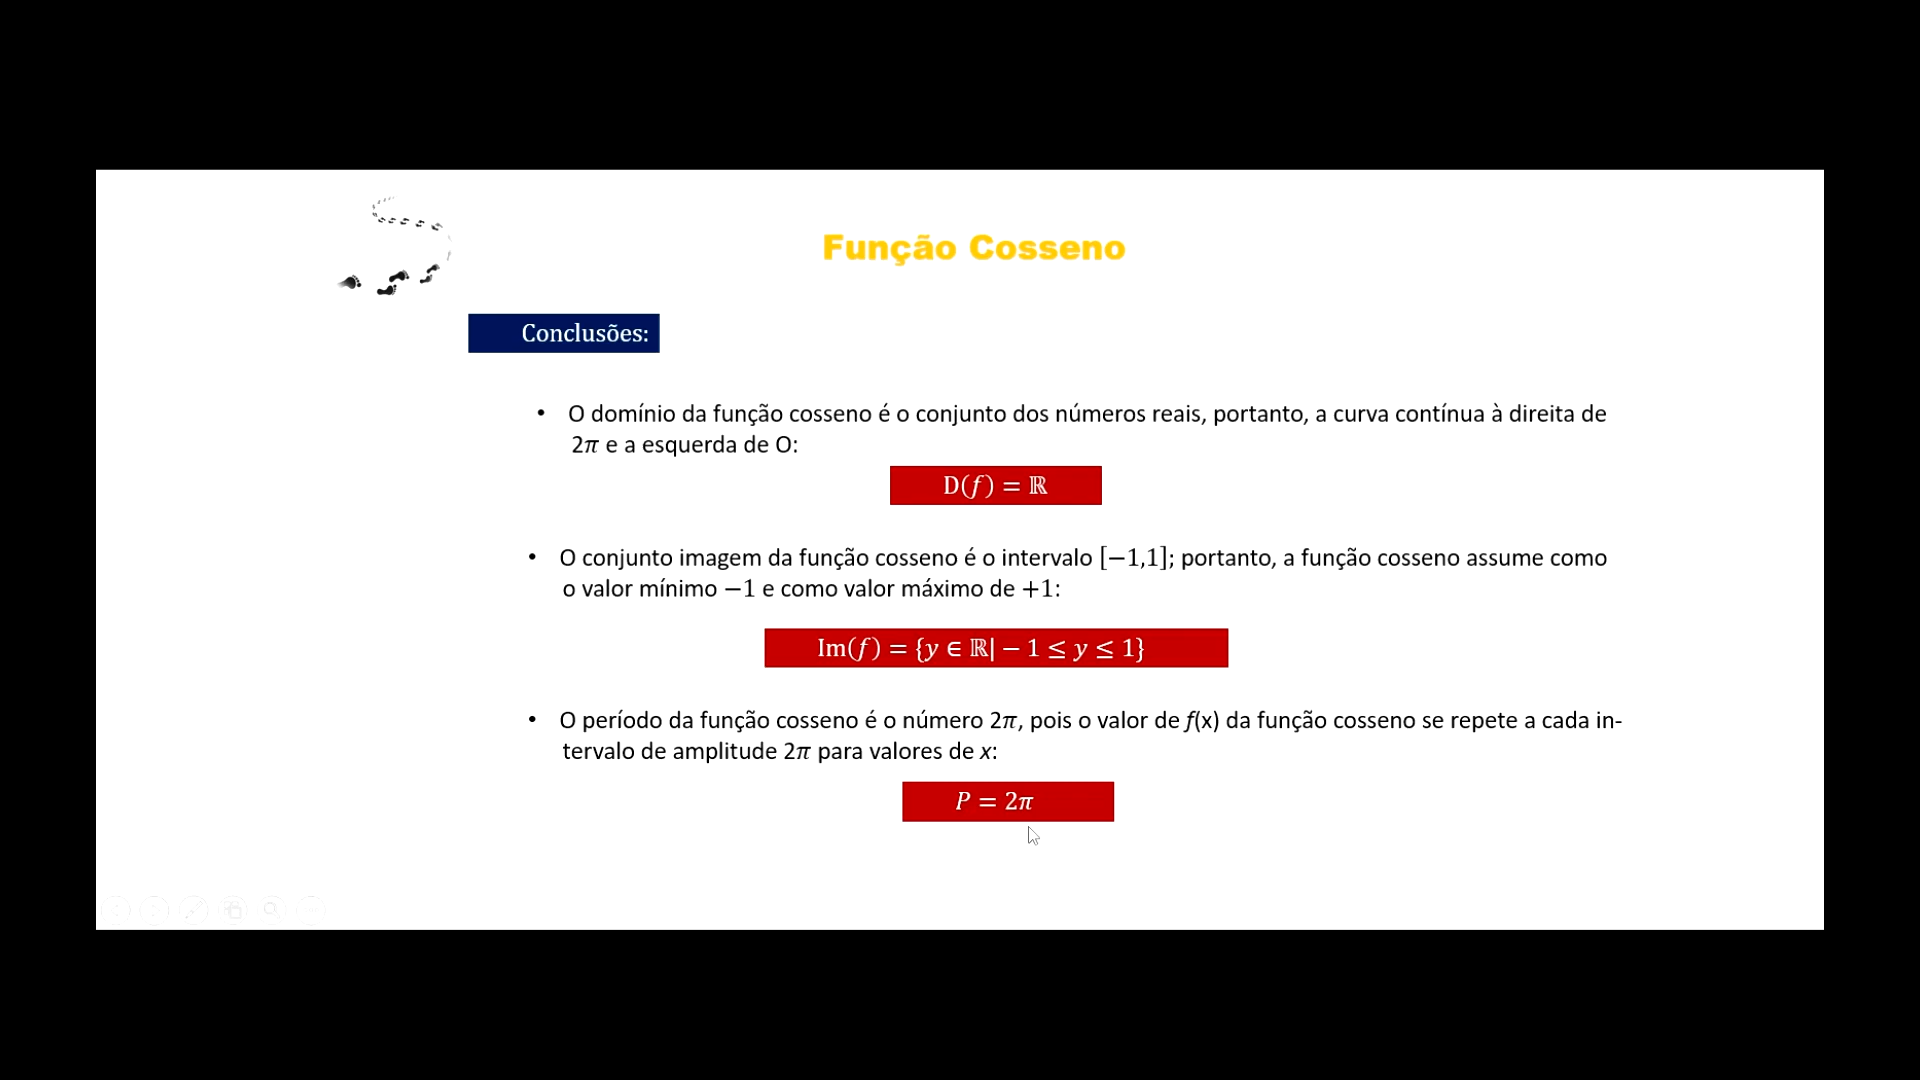 Função Cosseno
Conclusões:
• O domínio da função cosseno é o conjunto dos números reais, portanto, a curva contínua à direita de
2𝜋 e a esquerda de O:
D(𝑓) = ℝ
• O conjunto imagem da função cosseno é o intervalo [−1,1]; portanto, a função cosseno assume como
o valor mínimo −1 e como valor máximo de +1:
Im(𝑓) = {𝑦 ∈ ℝ| − 1 ≤ 𝑦 ≤ 1}
• O período da função cosseno é o número 2𝜋, pois o valor de f(x) da função cosseno se repete a cada in-
tervalo de amplitude 2𝜋 para valores de x:
𝑃 = 2𝜋